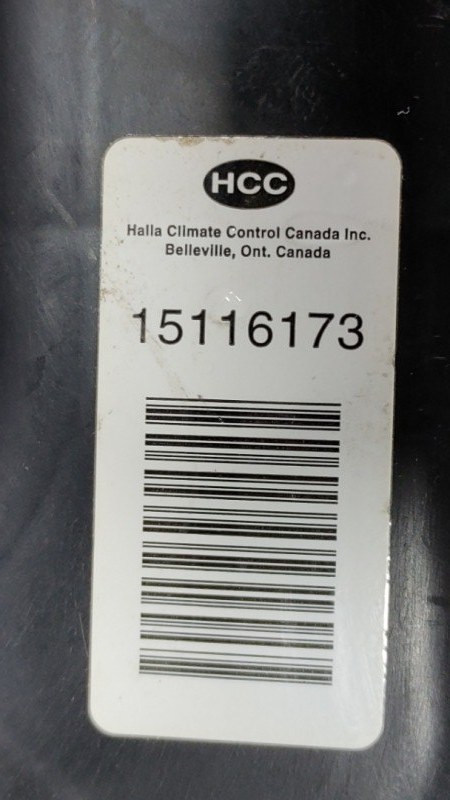 HCC
Halla Climate Control Canada Inc.
Belleville, Ont. Canada
15116173